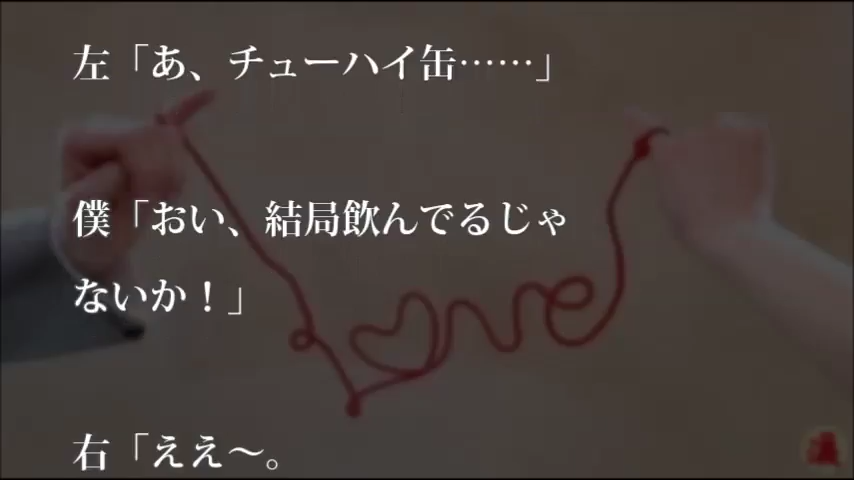 左「あ、チューハイ缶……」
僕「おい、結局飲んでるじゃ
ないか！」
右「ええ～。
Love